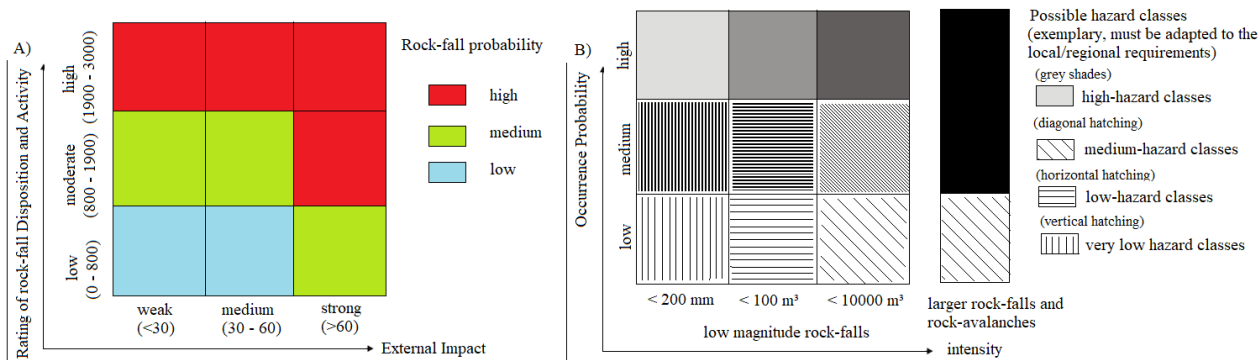 A)
Rating of rock-fall Disposition and Activity
high
(1900 - 3000)
moderate
(800 - 1900)
low
(0 - 800)
weak
(<30)
medium
(30 - 60)
strong
(>60)
External Impact
Rock-fall probability
high
medium
low
B)
Occurrence Probability
high
medium
low
< 200 mm
< 100 m³
< 10000 m³
low magnitude rock-falls
larger rock-falls and
rock-avalanches
intensity
Possible hazard classes
(exemplary, must be adapted to the
local/regional requirements)
(grey shades)
high-hazard classes
(diagonal hatching)
medium-hazard classes
(horizontal hatching)
low-hazard classes
(vertical hatching)
very low hazard classes